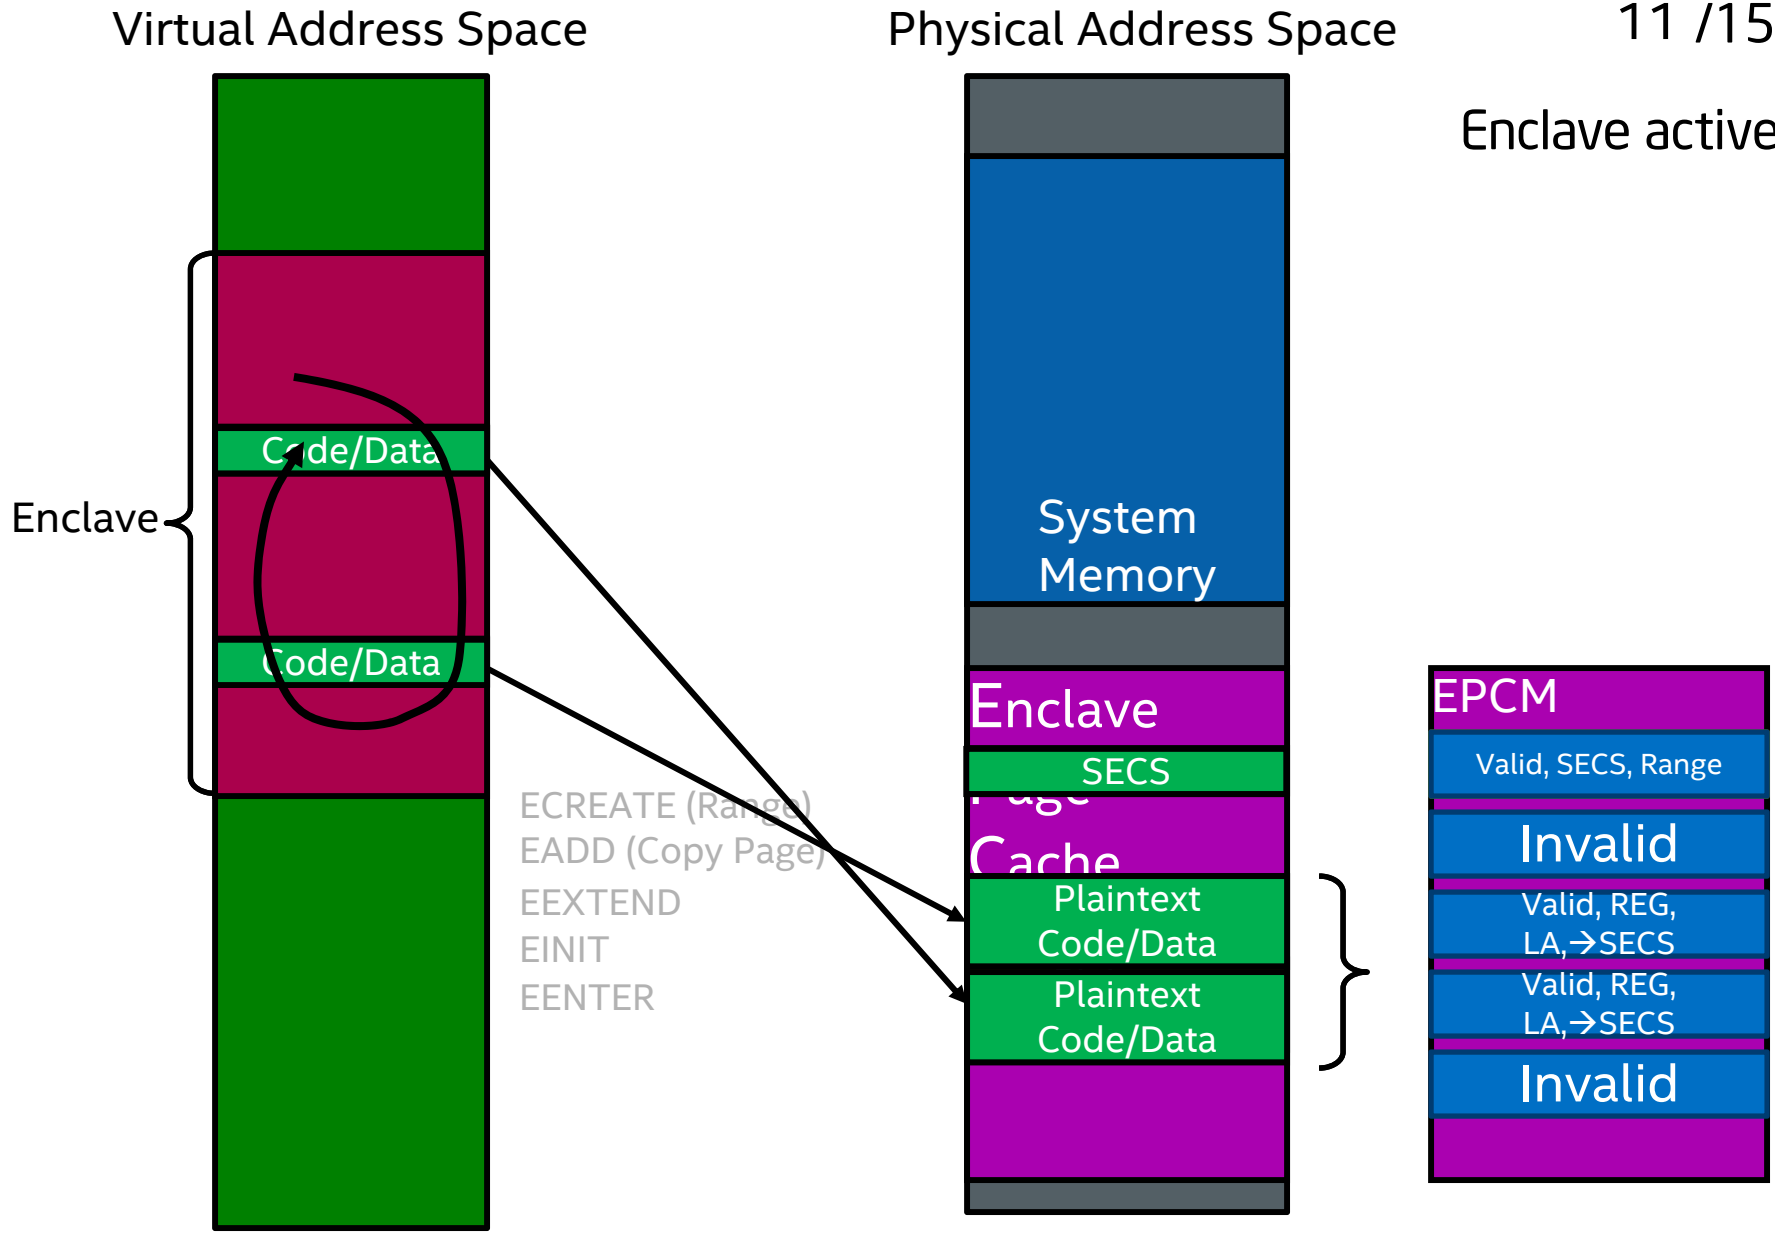 Virtual Address Space
Physical Address Space
11 /15
Enclave active
Code/Data
Enclave
Code/Data
ECREATE (Range)
EADD (Copy Page)
EEXTEND
EINIT
EENTER
System
Memory
Enclave
SECS
Page
Cache
Plaintext
Code/Data
Plaintext
Code/Data
EPCM
Valid, SECS, Range
Invalid
Valid, REG,
LA,→SECS
Valid, REG,
LA,→SECS
Invalid